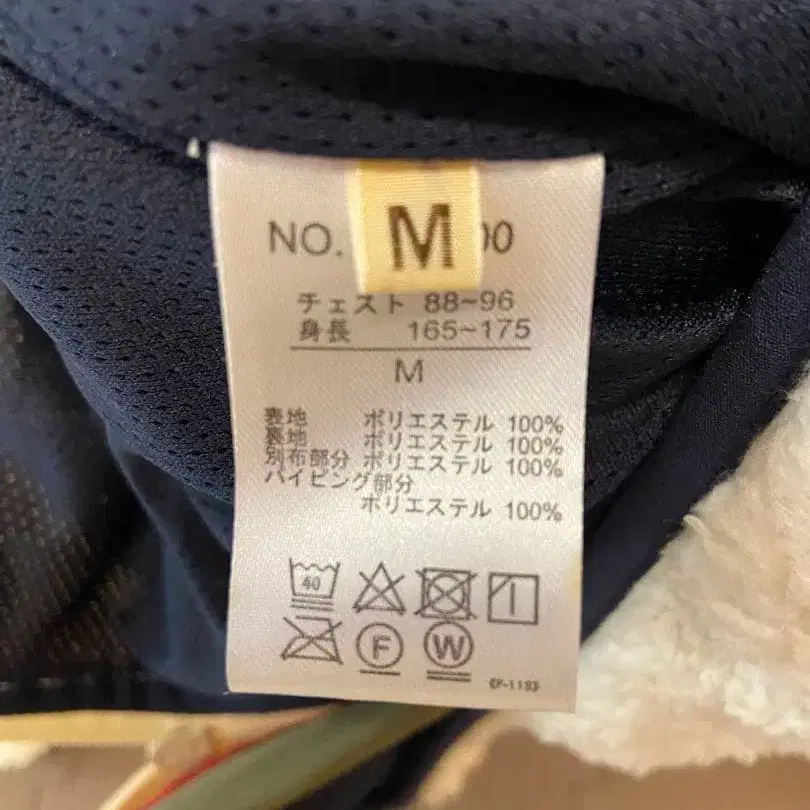 NO. M 00
チェスト 88~96
身長 165~175
M
表地 ポリエステル 100%
裏地 ポリエステル 100%
別布部分 ポリエステル 100%
パイピング部分
ポリエステル 100%
40
F W